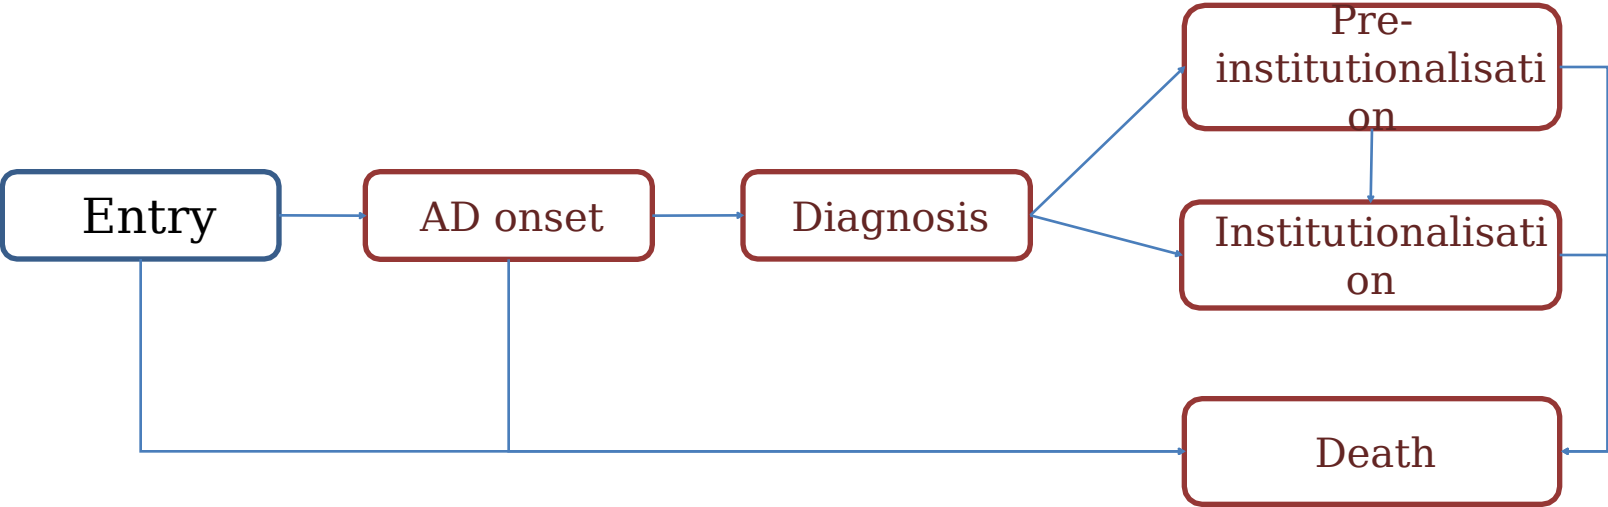 Pre-
institutionalisati
on
Entry
AD onset
Diagnosis
Institutionalisati
on
Death